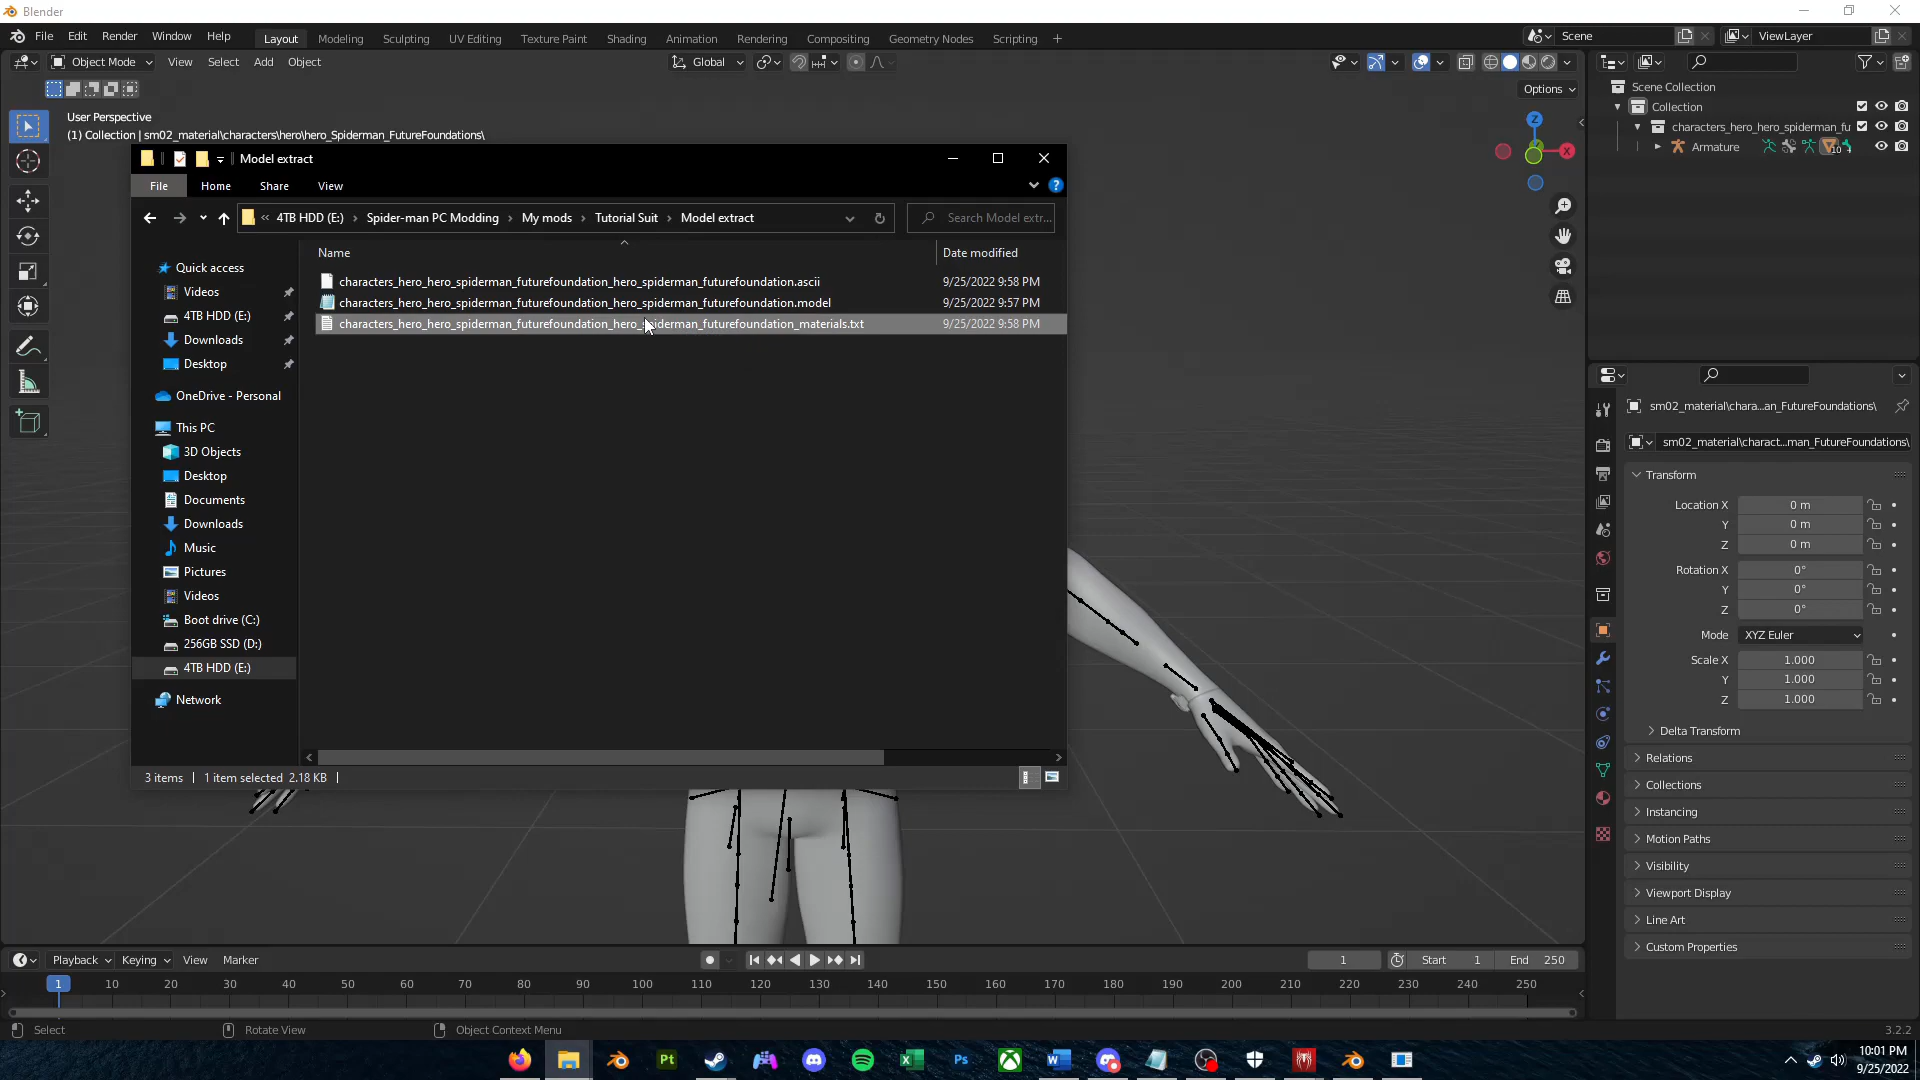 Blender
File Edit Render Window Help
Layout Modeling Sculpting UV Editing Texture Paint Shading Animation Rendering Compositing Geometry Nodes Scripting +
Scene
ViewLayer
Object Mode View Select Add Object
Global
Options
User Perspective
(1) Collection | sm02_material\characters\hero\hero_Spiderman_FutureFoundations\
Z
X
Scene Collection
Collection
characters_hero_hero_spiderman_fu
Armature
10
Model extract
File Home Share View
« 4TB HDD (E:) › Spider-man PC Modding › My mods › Tutorial Suit › Model extract
Search Model extr...
Name Date modified
characters_hero_hero_spiderman_futurefoundation_hero_spiderman_futurefoundation.ascii 9/25/2022 9:58 PM
characters_hero_hero_spiderman_futurefoundation_hero_spiderman_futurefoundation.model 9/25/2022 9:57 PM
characters_hero_hero_spiderman_futurefoundation_hero_spiderman_futurefoundation_materials.txt 9/25/2022 9:58 PM
Quick access
Videos
4TB HDD (E:)
Downloads
Desktop
OneDrive - Personal
This PC
3D Objects
Desktop
Documents
Downloads
Music
Pictures
Videos
Boot drive (C:)
256GB SSD (D:)
4TB HDD (E:)
Network
3 items 1 item selected 2.18 KB
sm02_material\chara...an_FutureFoundations\
sm02_material\charact...man_FutureFoundations\
Transform
Location X 0 m
Y 0 m
Z 0 m
Rotation X 0°
Y 0°
Z 0°
Mode XYZ Euler
Scale X 1.000
Y 1.000
Z 1.000
Delta Transform
Relations
Collections
Instancing
Motion Paths
Visibility
Viewport Display
Line Art
Custom Properties
Playback Keying View Marker
1
Start 1 End 250
1 10 20 30 40 50 60 70 80 90 100 110 120 130 140 150 160 170 180 190 200 210 220 230 240 250
Select Rotate View Object Context Menu
3.2.2
Pt
Ps
10:01 PM
9/25/2022